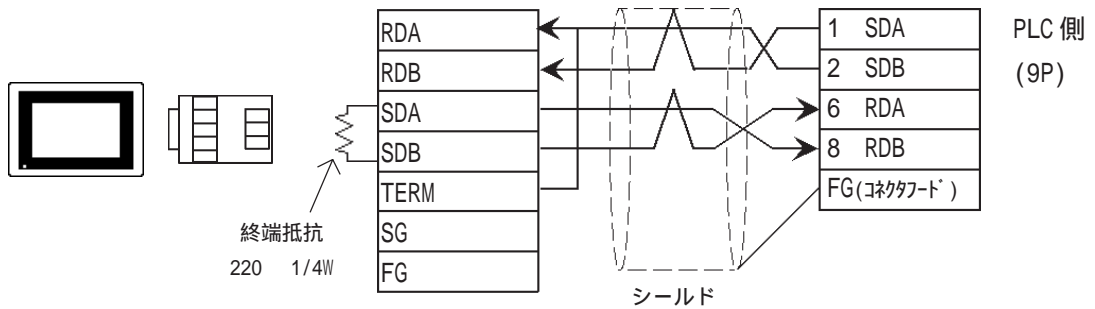 RDA
RDB
SDA
SDB
TERM
SG
FG
終端抵抗
220 1/4W
シールド
1 SDA
2 SDB
6 RDA
8 RDB
FG(ｺﾈｸﾀﾌｰﾄﾞ)
PLC 側
(9P)